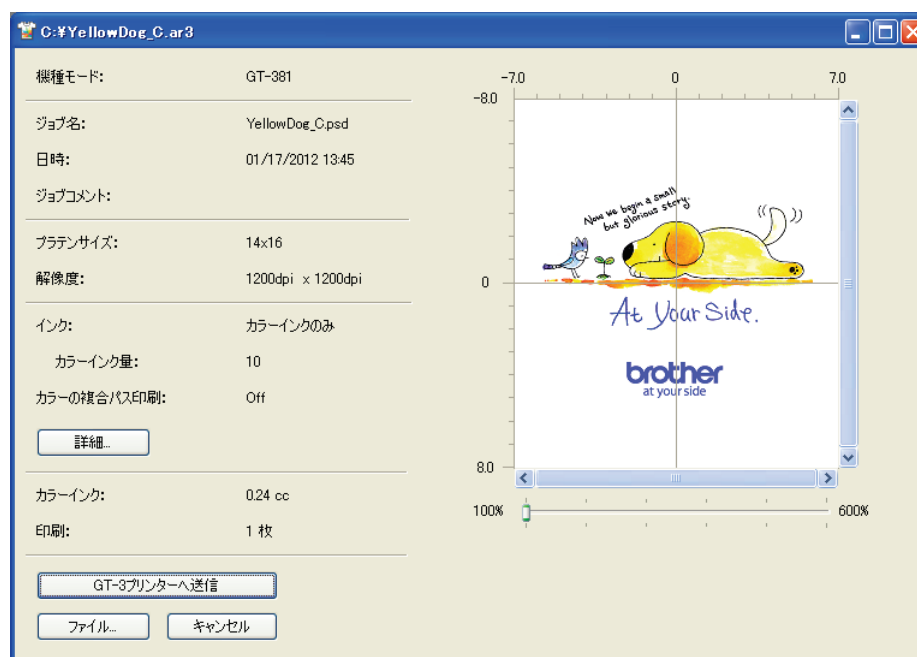 C:¥YellowDog_C.ar3
機種モード: GT-381
ジョブ名: YellowDog_C.psd
日時: 01/17/2012 13:45
ジョブコメント:
プラテンサイズ: 14x16
解像度: 1200dpi x 1200dpi
インク: カラーインクのみ
カラーインク量: 10
カラーの複合パス印刷: Off
詳細...
カラーインク: 0.24 cc
印刷: 1 枚
GT-3プリンターへ送信
ファイル... キャンセル
-7.0 0 7.0
-8.0
Now we begin a small
but glorious story.
0
At Your Side.
brother
at your side
8.0
100% 600%